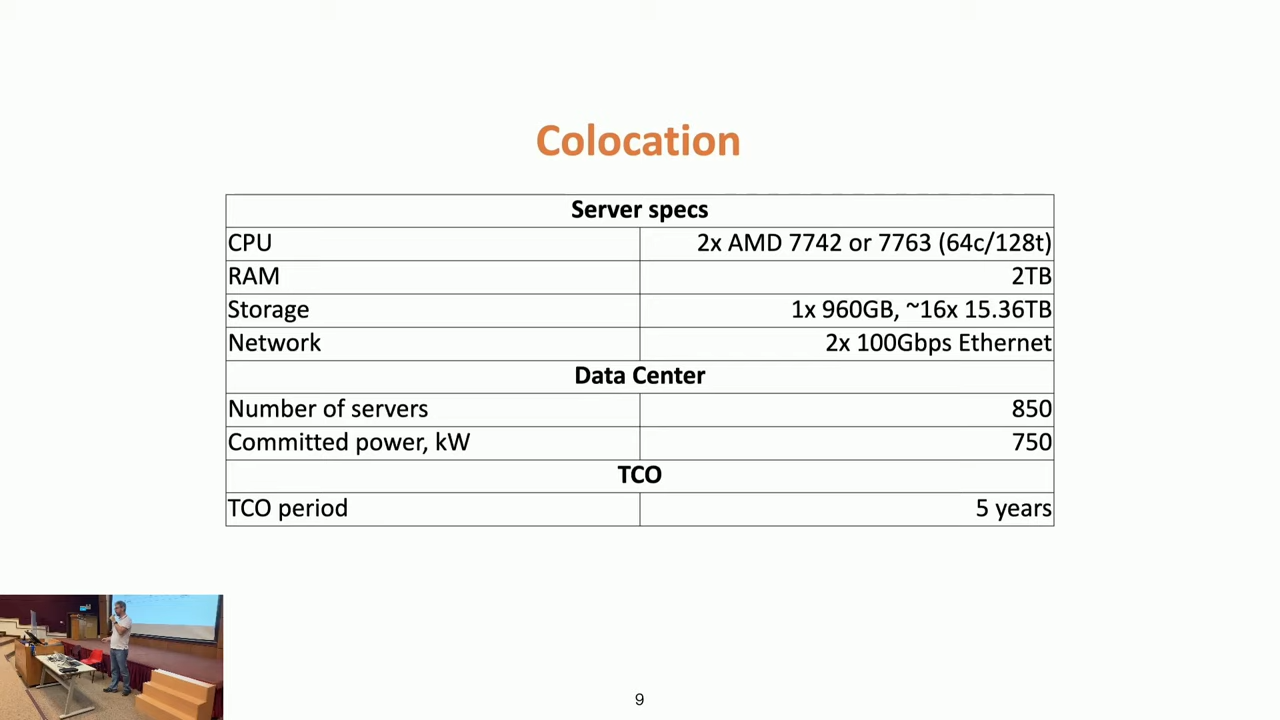 Colocation
Server specs
CPU 2x AMD 7742 or 7763 (64c/128t)
RAM 2TB
Storage 1x 960GB, ~16x 15.36TB
Network 2x 100Gbps Ethernet
Data Center
Number of servers 850
Committed power, kW 750
TCO
TCO period 5 years
9